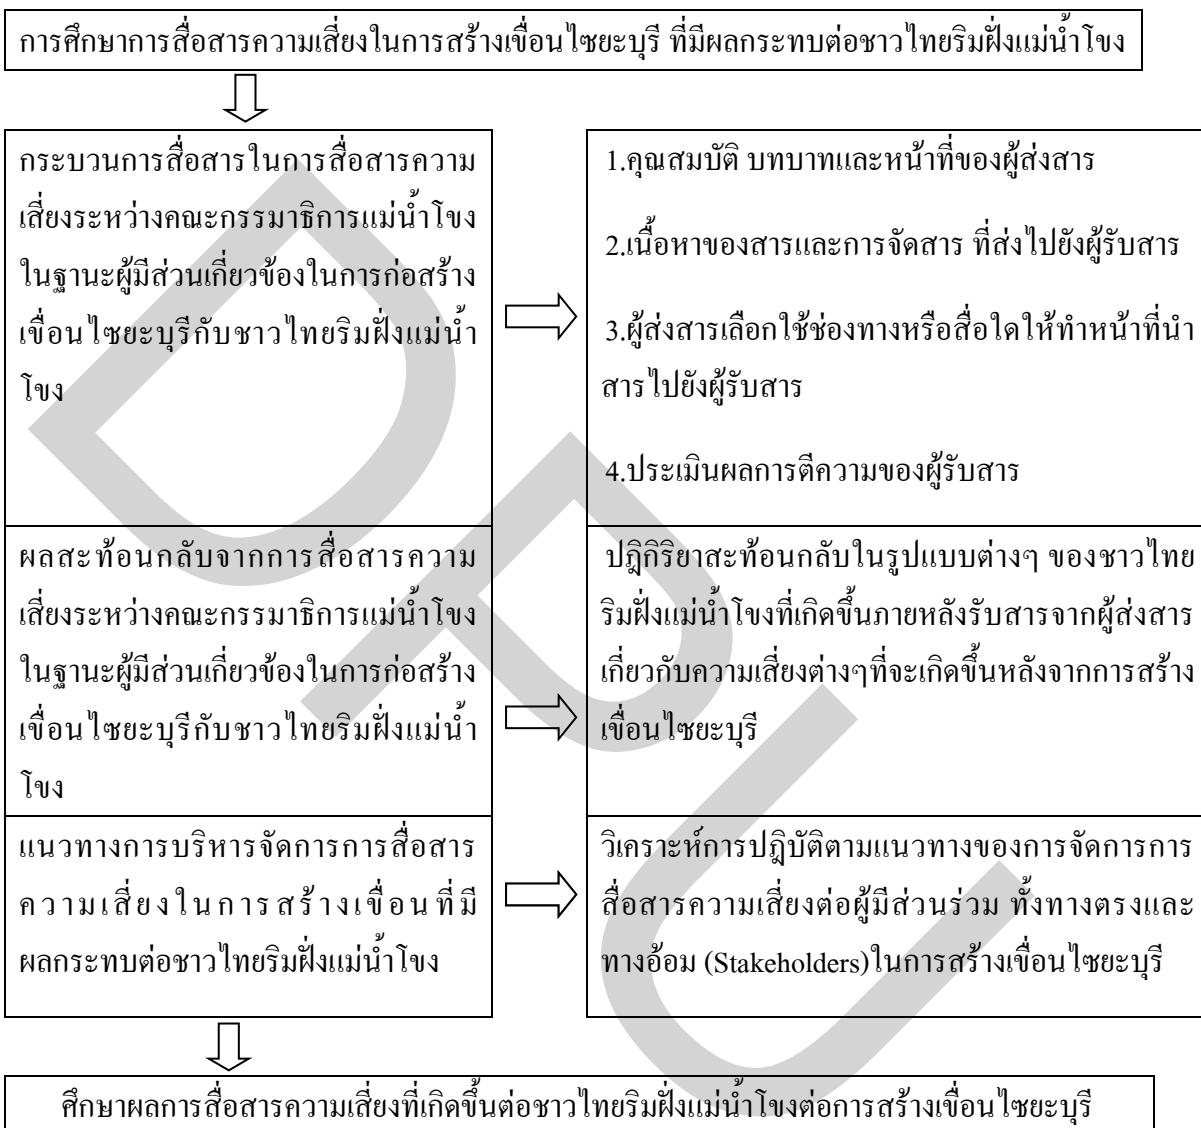 การศึกษาการสื่อสารความเสี่ยงในการสร้างเขื่อนไซยะบุรี ที่มีผลกระทบต่อชาวไทยริมฝั่งแม่น้ำโขง
กระบวนการสื่อสารในการสื่อสารความ
เสี่ยงระหว่างคณะกรรมาธิการแม่น้ำโขง
ในฐานะผู้มีส่วนเกี่ยวข้องในการก่อสร้าง
เขื่อนไซยะบุรีกับชาวไทยริมฝั่งแม่น้ำ
โขง
1.คุณสมบัติ บทบาทและหน้าที่ของผู้ส่งสาร
2.เนื้อหาของสารและการจัดสาร ที่ส่งไปยังผู้รับสาร
3.ผู้ส่งสารเลือกใช้ช่องทางหรือสื่อใดให้ทำหน้าที่นำ
สารไปยังผู้รับสาร
4.ประเมินผลการตีความของผู้รับสาร
ผลสะท้อนกลับจากการสื่อสารความ
เสี่ยงระหว่างคณะกรรมาธิการแม่น้ำโขง
ในฐานะผู้มีส่วนเกี่ยวข้องในการก่อสร้าง
เขื่อนไซยะบุรีกับชาวไทยริมฝั่งแม่น้ำ
โขง
ปฎิกิริยาสะท้อนกลับในรูปแบบต่างๆ ของชาวไทย
ริมฝั่งแม่น้ำโขงที่เกิดขึ้นภายหลังรับสารจากผู้ส่งสาร
เกี่ยวกับความเสี่ยงต่างๆที่จะเกิดขึ้นหลังจากการสร้าง
เขื่อนไซยะบุรี
แนวทางการบริหารจัดการการสื่อสาร
ความเสี่ยงในการสร้างเขื่อนที่มี
ผลกระทบต่อชาวไทยริมฝั่งแม่น้ำโขง
วิเคราะห์การปฎิบัติตามแนวทางของการจัดการการ
สื่อสารความเสี่ยงต่อผู้มีส่วนร่วม ทั้งทางตรงและ
ทางอ้อม (Stakeholders)ในการสร้างเขื่อนไซยะบุรี
ศึกษาผลการสื่อสารความเสี่ยงที่เกิดขึ้นต่อชาวไทยริมฝั่งแม่น้ำโขงต่อการสร้างเขื่อนไซยะบุรี
DPU